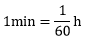 1min = 1/60 h